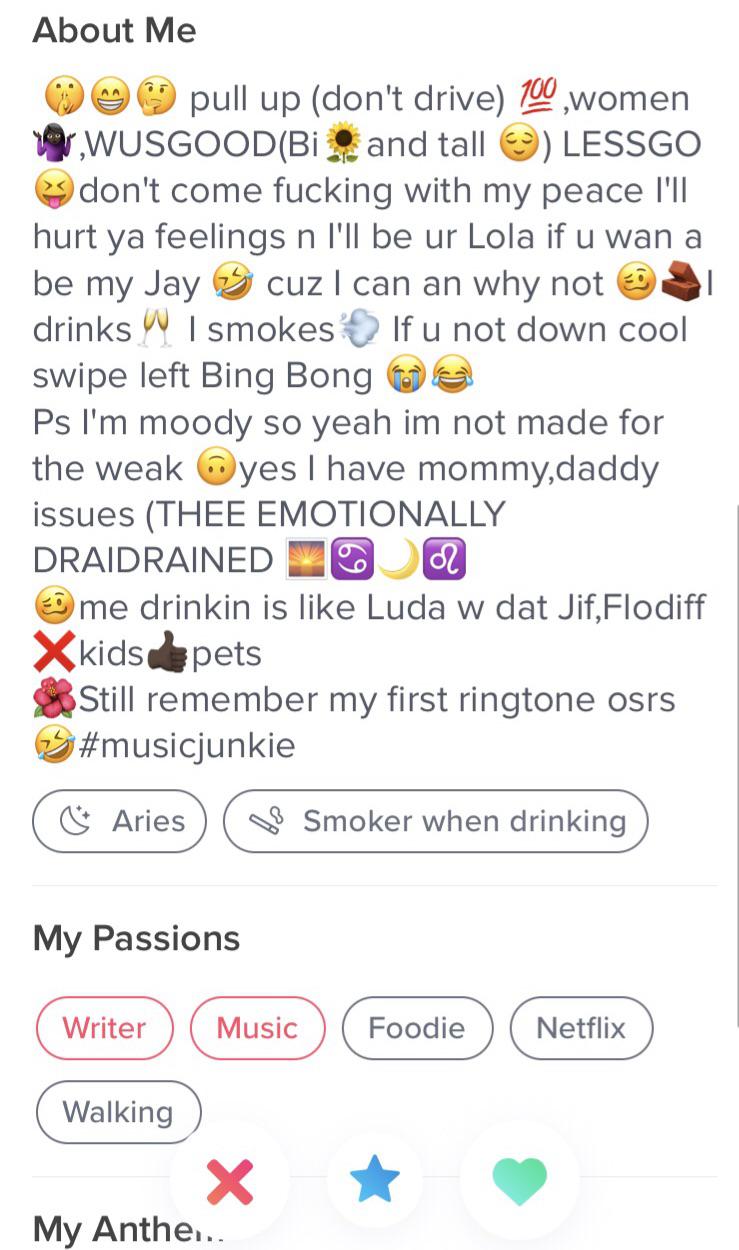 About Me
🤫😁🤔 pull up (don't drive) 💯,women
🤷🏿‍♀️,WUSGOOD(Bi🌻and tall 😌) LESSGO
😝don't come fucking with my peace I'll
hurt ya feelings n I'll be ur Lola if u wan a
be my Jay 🤣 cuz I can an why not 🥴🧱I
drinks🥂 I smokes💨 If u not down cool
swipe left Bing Bong 😭😂
Ps I'm moody so yeah im not made for
the weak 🙃yes I have mommy,daddy
issues (THEE EMOTIONALLY
DRAIDRAINED 🌅♋🌙♌
🥴me drinkin is like Luda w dat Jif,Flodiff
❌kids👍🏿pets
🌺Still remember my first ringtone osrs
🤣#musicjunkie
Aries Smoker when drinking
My Passions
Writer Music Foodie Netflix
Walking
My Anthe...